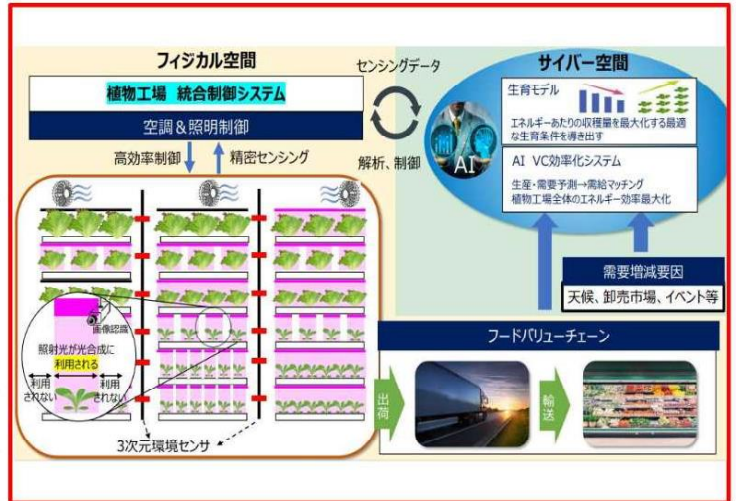 フィジカル空間
植物工場 統合制御システム
空調＆照明制御
高効率制御
精密センシング
センシングデータ
解析、制御
サイバー空間
AI
生育モデル
エネルギーあたりの収穫量を最大化する最適
な生育条件を導き出す
AI VC効率化システム
生産・需要予測→需給マッチング
植物工場全体のエネルギー効率最大化
需要増減要因
天候、卸売市場、イベント等
画像認識
照射光が光合成に
利用される
利用
されない
利用
されない
3次元環境センサ
フードバリューチェーン
出荷
輸送